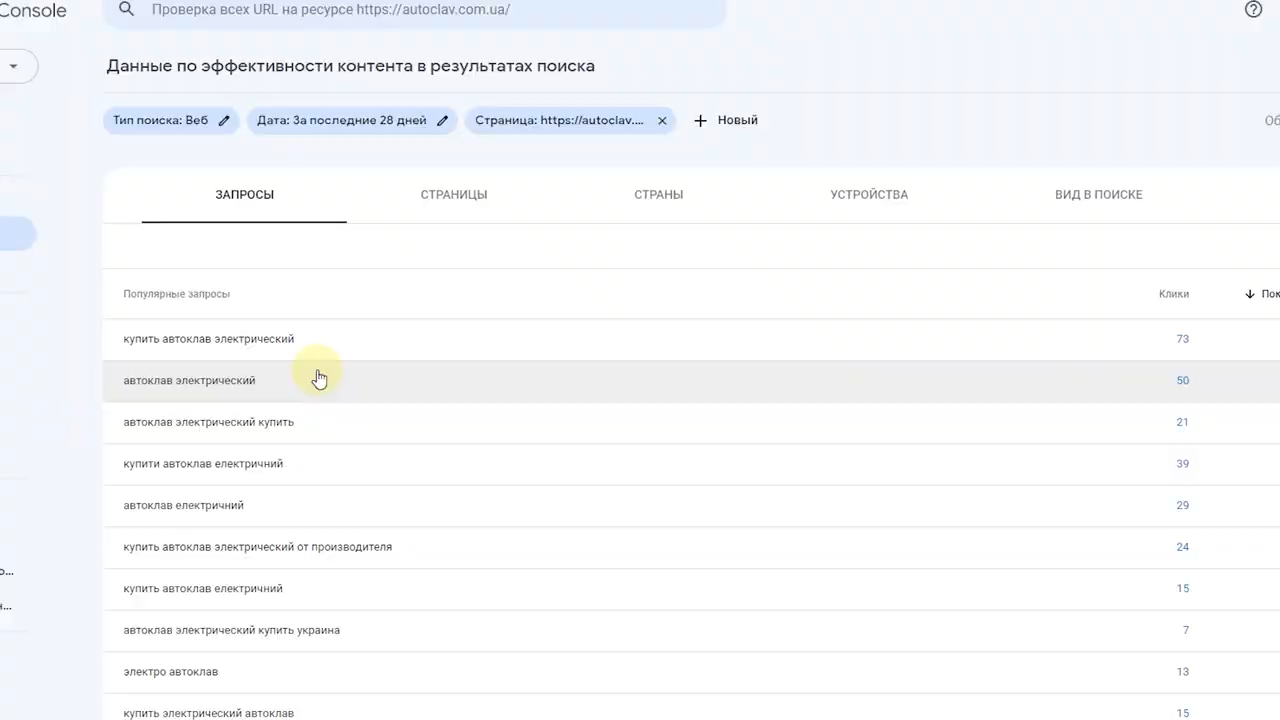 Console
Проверка всех URL на ресурсе https://autoclav.com.ua/
Данные по эффективности контента в результатах поиска
Тип поиска: Веб
Дата: За последние 28 дней
Страница: https://autoclav....
Новый
Об
ЗАПРОСЫ
СТРАНИЦЫ
СТРАНЫ
УСТРОЙСТВА
ВИД В ПОИСКЕ
Популярные запросы
Клики
Пок
купить автоклав электрический 73
автоклав электрический 50
автоклав электрический купить 21
купити автоклав електричний 39
автоклав електричний 29
купить автоклав электрический от производителя 24
купить автоклав електричний 15
автоклав электрический купить украина 7
электро автоклав 13
купить электрический автоклав 15
о...
н...